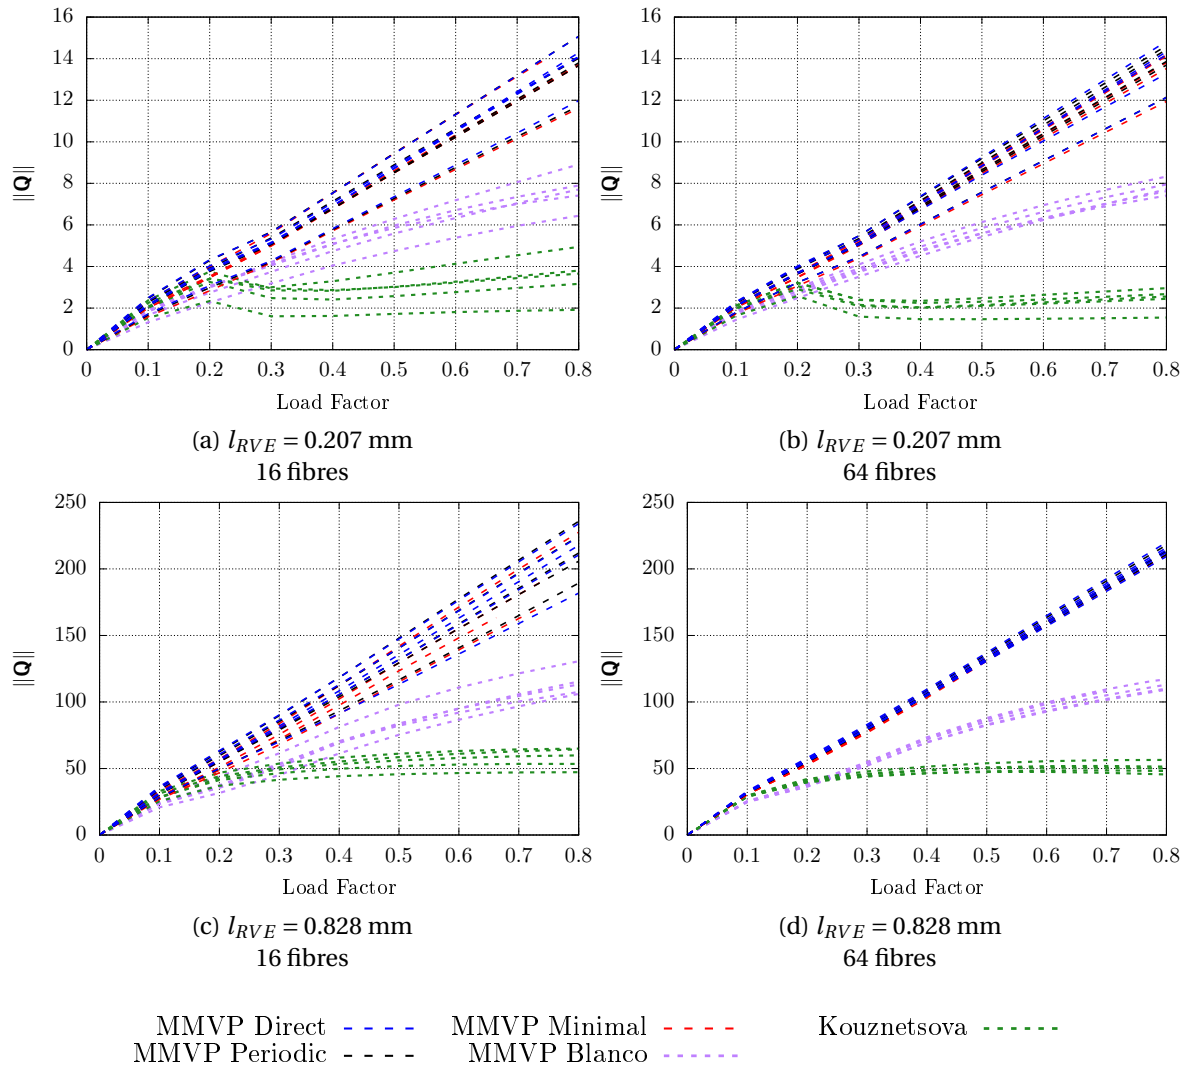 16
14
12
10
8
6
4
2
0
‖Q‖
0 0.1 0.2 0.3 0.4 0.5 0.6 0.7 0.8
Load Factor
(a) l_RVE = 0.207 mm
16 fibres
16
14
12
10
8
6
4
2
0
‖Q‖
0 0.1 0.2 0.3 0.4 0.5 0.6 0.7 0.8
Load Factor
(b) l_RVE = 0.207 mm
64 fibres
250
200
150
100
50
0
‖Q‖
0 0.1 0.2 0.3 0.4 0.5 0.6 0.7 0.8
Load Factor
(c) l_RVE = 0.828 mm
16 fibres
250
200
150
100
50
0
‖Q‖
0 0.1 0.2 0.3 0.4 0.5 0.6 0.7 0.8
Load Factor
(d) l_RVE = 0.828 mm
64 fibres
MMVP Direct MMVP Minimal Kouznetsova
MMVP Periodic MMVP Blanco